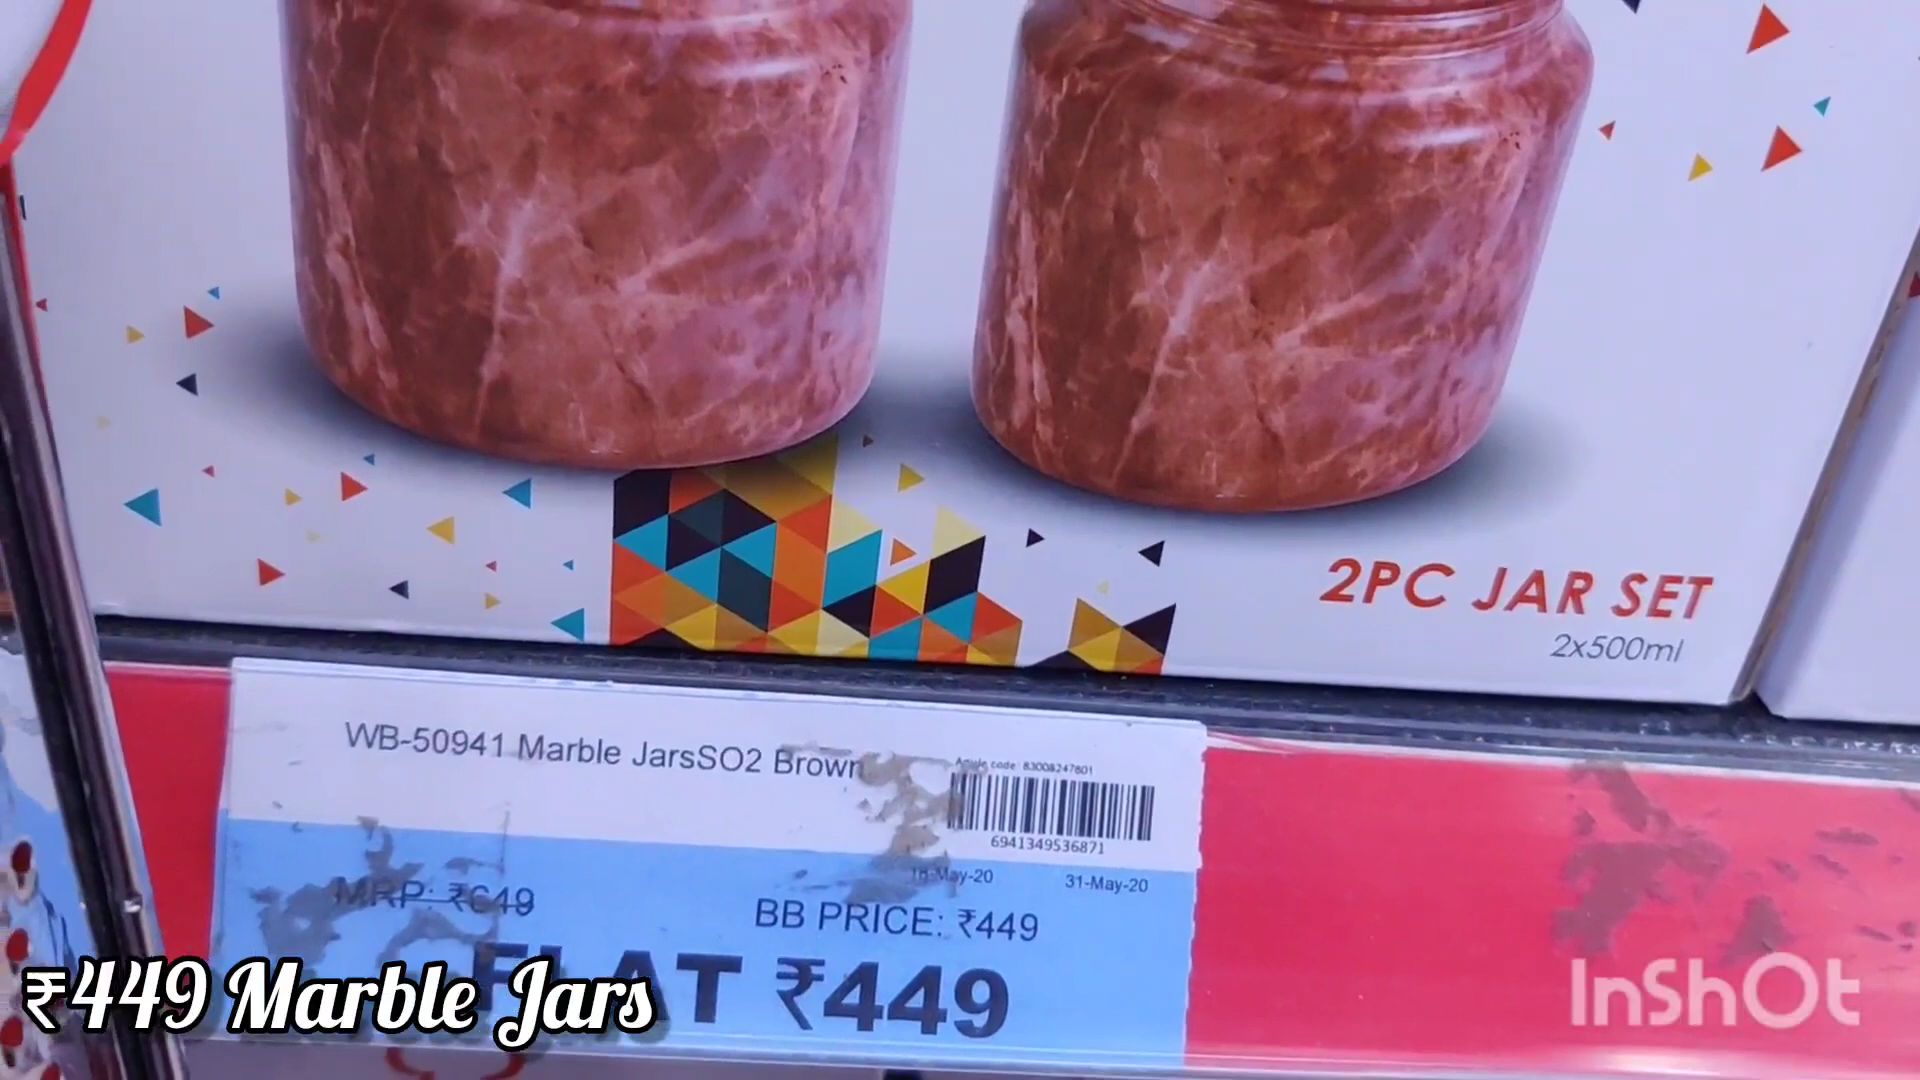 2PC JAR SET
2x500ml
WB-50941 Marble JarsSO2 Brown
Article code: 83008247801
6941349536871
18-May-20 31-May-20
MRP: ₹649
BB PRICE: ₹449
FLAT ₹449
₹449 Marble Jars
InShOt